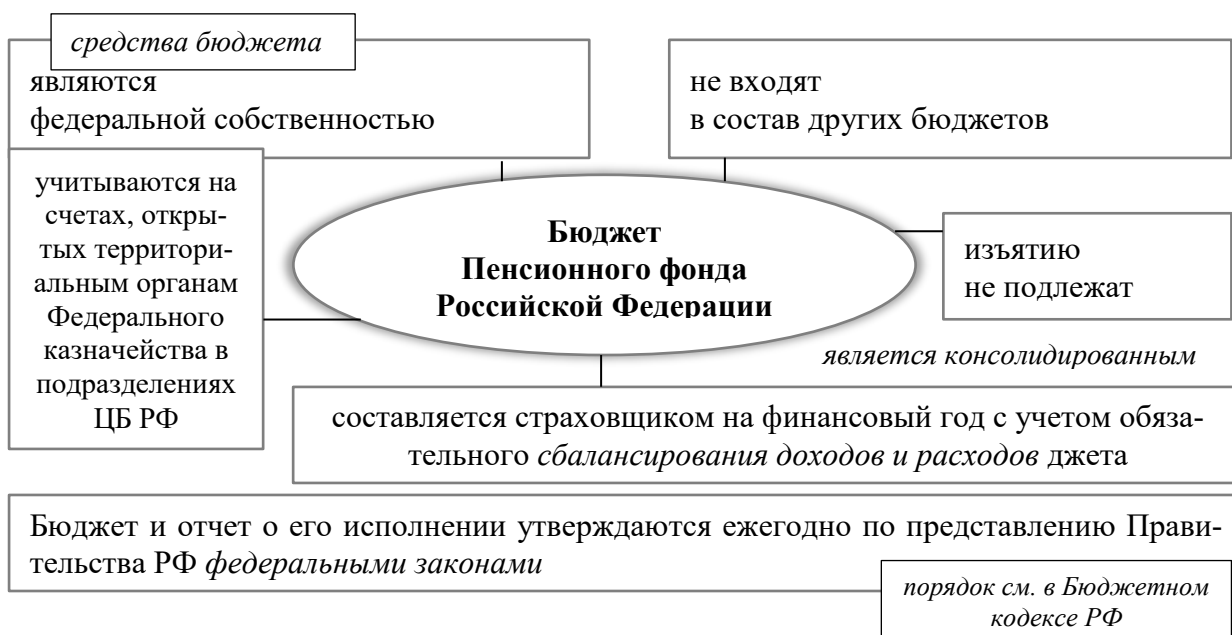 средства бюджета
являются
федеральной собственностью
не входят
в состав других бюджетов
учитываются на
счетах, откры-
тых территори-
альным органам
Федерального
казначейства в
подразделениях
ЦБ РФ
Бюджет
Пенсионного фонда
Российской Федерации
изъятию
не подлежат
является консолидированным
составляется страховщиком на финансовый год с учетом обяза-
тельного сбалансирования доходов и расходов джета
Бюджет и отчет о его исполнении утверждаются ежегодно по представлению Прави-
тельства РФ федеральными законами
порядок см. в Бюджетном
кодексе РФ